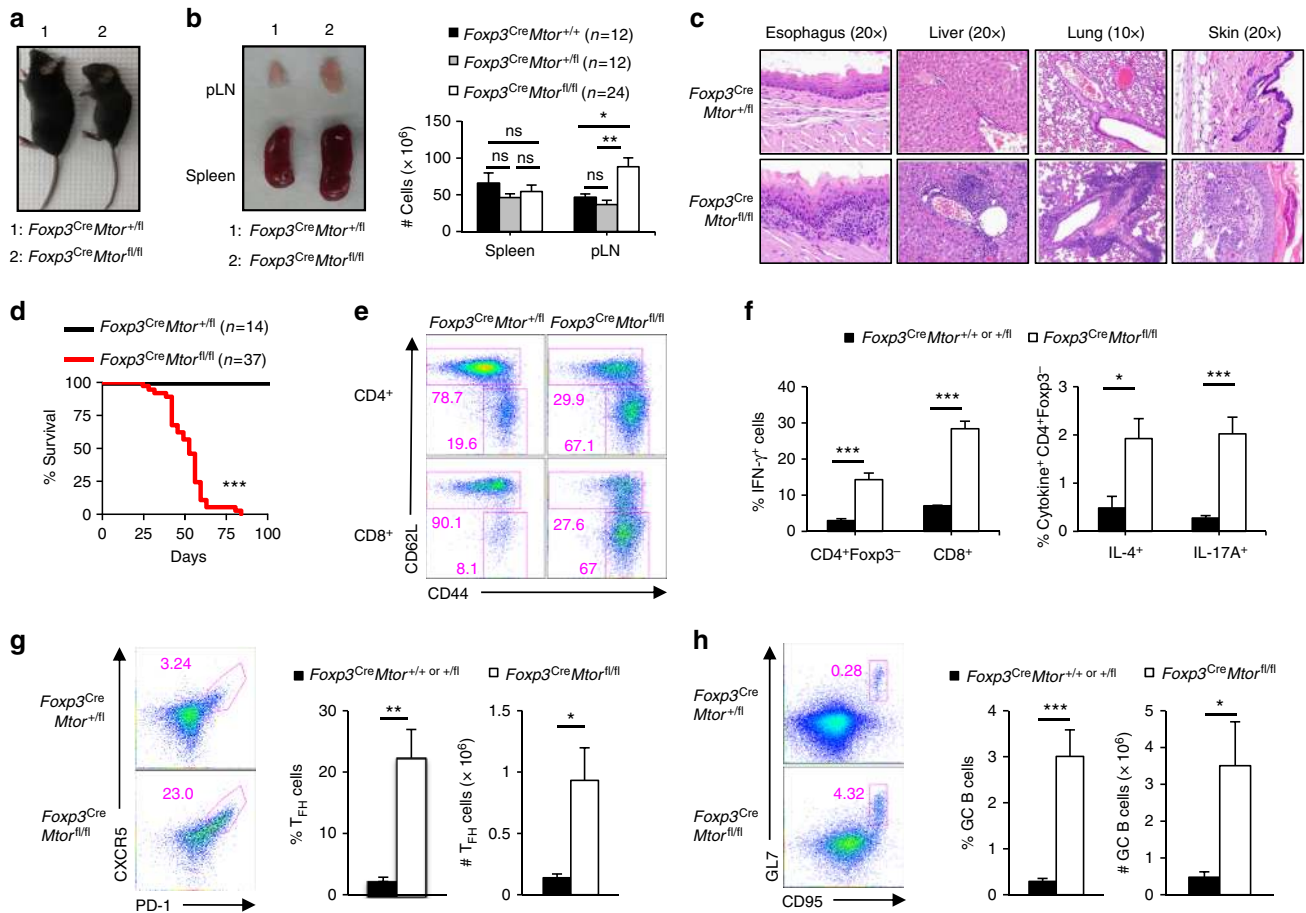 a
1 2
1: Foxp3CreMtor+/fl
2: Foxp3CreMtorfl/fl
b
1 2
pLN
Spleen
1: Foxp3CreMtor+/fl
2: Foxp3CreMtorfl/fl
Foxp3CreMtor+/+ (n=12)
Foxp3CreMtor+/fl (n=12)
Foxp3CreMtorfl/fl (n=24)
# Cells (× 10⁶)
150
100
50
0
ns
ns ns
*
**
ns
Spleen pLN
c
Esophagus (20×) Liver (20×) Lung (10×) Skin (20×)
Foxp3Cre
Mtor+/fl
Foxp3Cre
Mtorfl/fl
d
Foxp3CreMtor+/fl (n=14)
Foxp3CreMtorfl/fl (n=37)
% Survival
100
75
50
25
0
***
0 25 50 75 100
Days
e
Foxp3CreMtor+/fl Foxp3CreMtorfl/fl
CD4⁺
78.7 29.9
19.6 67.1
CD8⁺
90.1 27.6
8.1 67
CD62L
CD44
f
Foxp3CreMtor+/+ or +/fl Foxp3CreMtorfl/fl
% IFN-γ⁺ cells
40
30
20
10
0
***
***
CD4⁺Foxp3⁻ CD8⁺
% Cytokine⁺ CD4⁺Foxp3⁻
3
2
1
0
* ***
IL-4⁺ IL-17A⁺
g
Foxp3Cre
Mtor+/fl
3.24
Foxp3Cre
Mtorfl/fl
23.0
CXCR5
PD-1
Foxp3CreMtor+/+ or +/fl Foxp3CreMtorfl/fl
% TFH cells
30
20
10
0
**
# TFH cells (× 10⁶)
1.5
1
0.5
0
*
h
Foxp3Cre
Mtor+/fl
0.28
Foxp3Cre
Mtorfl/fl
4.32
GL7
CD95
Foxp3CreMtor+/+ or +/fl Foxp3CreMtorfl/fl
% GC B cells
4
3
2
1
0
***
# GC B cells (× 10⁶)
5
4
3
2
1
0
*